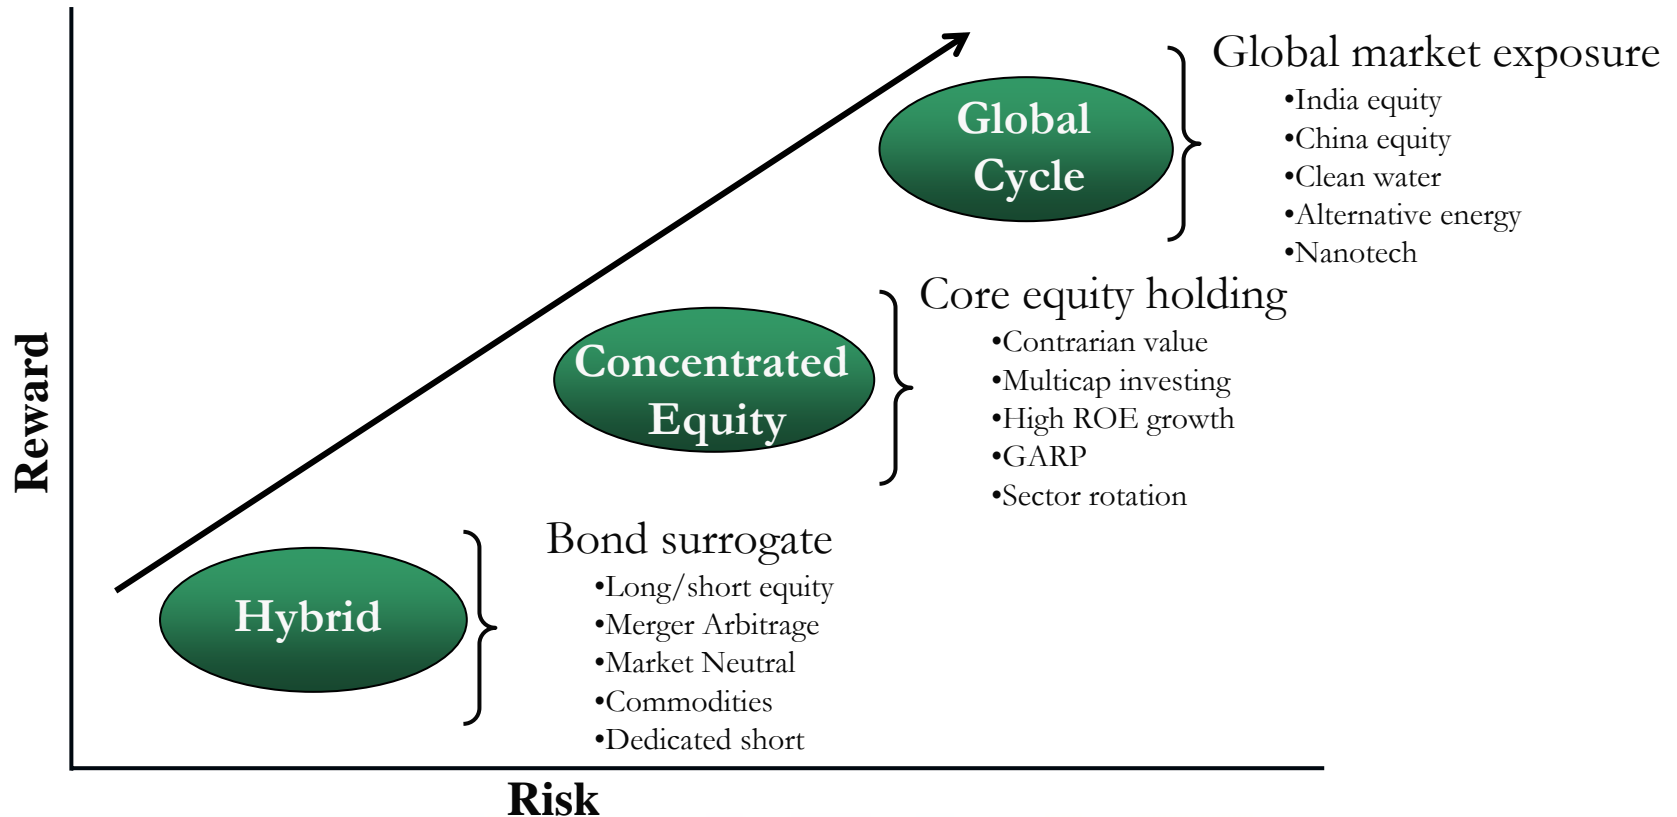 Global market exposure
•India equity
•China equity
•Clean water
•Alternative energy
•Nanotech
Global
Cycle
Core equity holding
•Contrarian value
•Multicap investing
•High ROE growth
•GARP
•Sector rotation
Concentrated
Equity
Reward
Bond surrogate
•Long/short equity
•Merger Arbitrage
•Market Neutral
•Commodities
•Dedicated short
Hybrid
Risk